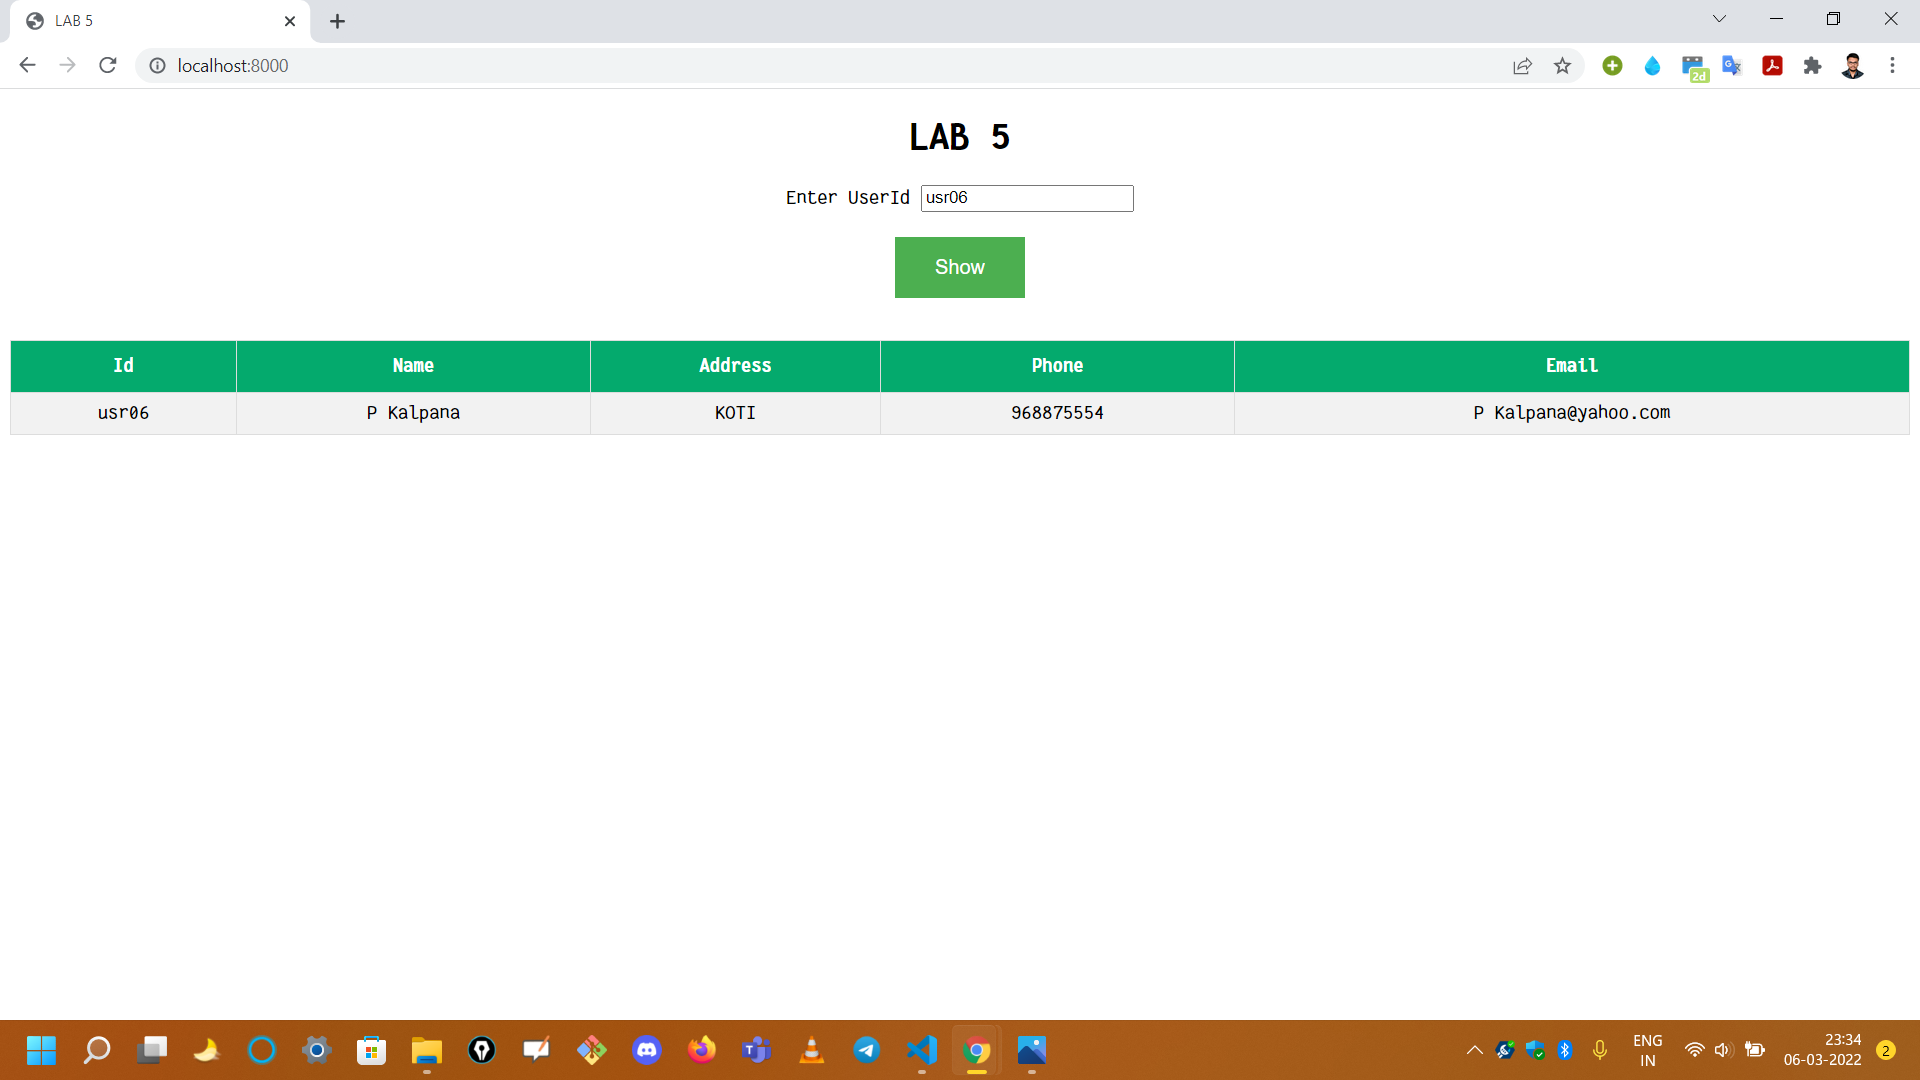 LAB 5
localhost:8000
2d
LAB 5
Enter UserId usr06
Show
Id Name Address Phone Email
usr06 P Kalpana KOTI 968875554 P Kalpana@yahoo.com
ENG
IN
23:34
06-03-2022
2